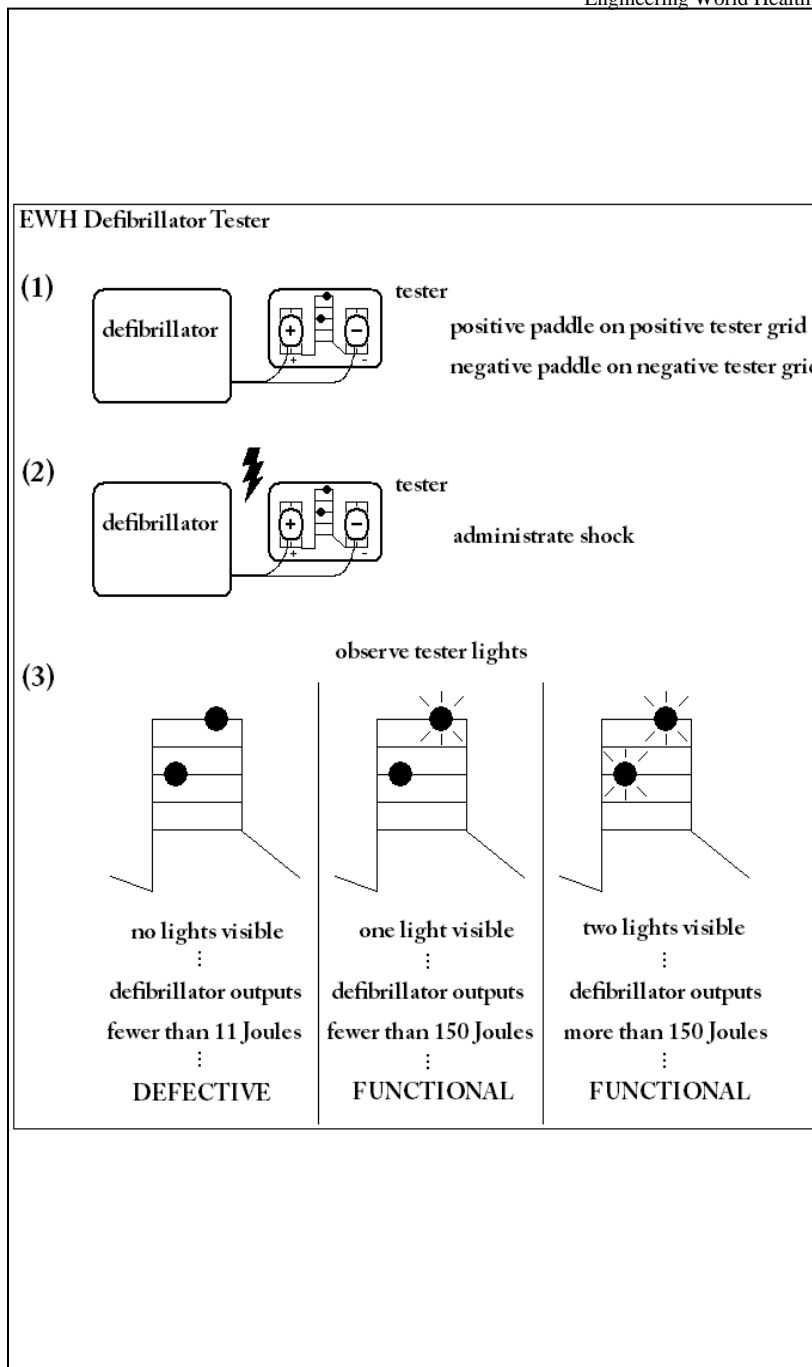 Engineering World Health
EWH Defibrillator Tester
(1)
defibrillator
+
−
+
−
tester
positive paddle on positive tester grid
negative paddle on negative tester grid
(2)
defibrillator
+
−
+
−
tester
administrate shock
(3)
observe tester lights
no lights visible
⋮
defibrillator outputs
fewer than 11 Joules
⋮
DEFECTIVE
one light visible
⋮
defibrillator outputs
fewer than 150 Joules
⋮
FUNCTIONAL
two lights visible
⋮
defibrillator outputs
more than 150 Joules
⋮
FUNCTIONAL